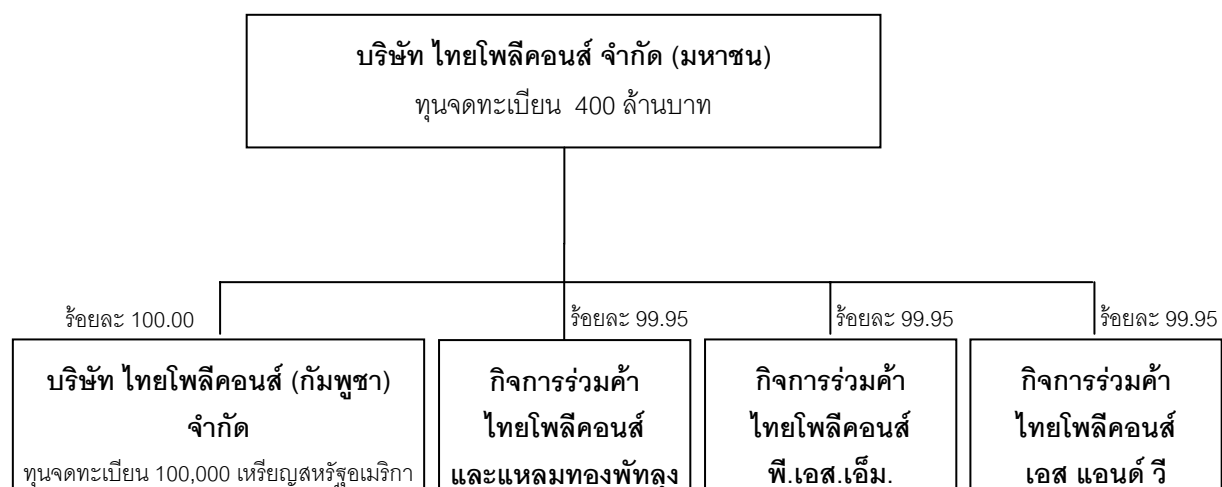 บริษัท ไทยโพลีคอนส์ จำกัด (มหาชน)
ทุนจดทะเบียน 400 ล้านบาท
ร้อยละ 100.00
ร้อยละ 99.95
ร้อยละ 99.95
ร้อยละ 99.95
บริษัท ไทยโพลีคอนส์ (กัมพูชา)
จำกัด
ทุนจดทะเบียน 100,000 เหรียญสหรัฐอเมริกา
กิจการร่วมค้า
ไทยโพลีคอนส์
และแหลมทองพัทลุง
กิจการร่วมค้า
ไทยโพลีคอนส์
พี.เอส.เอ็ม.
กิจการร่วมค้า
ไทยโพลีคอนส์
เอส แอนด์ วี